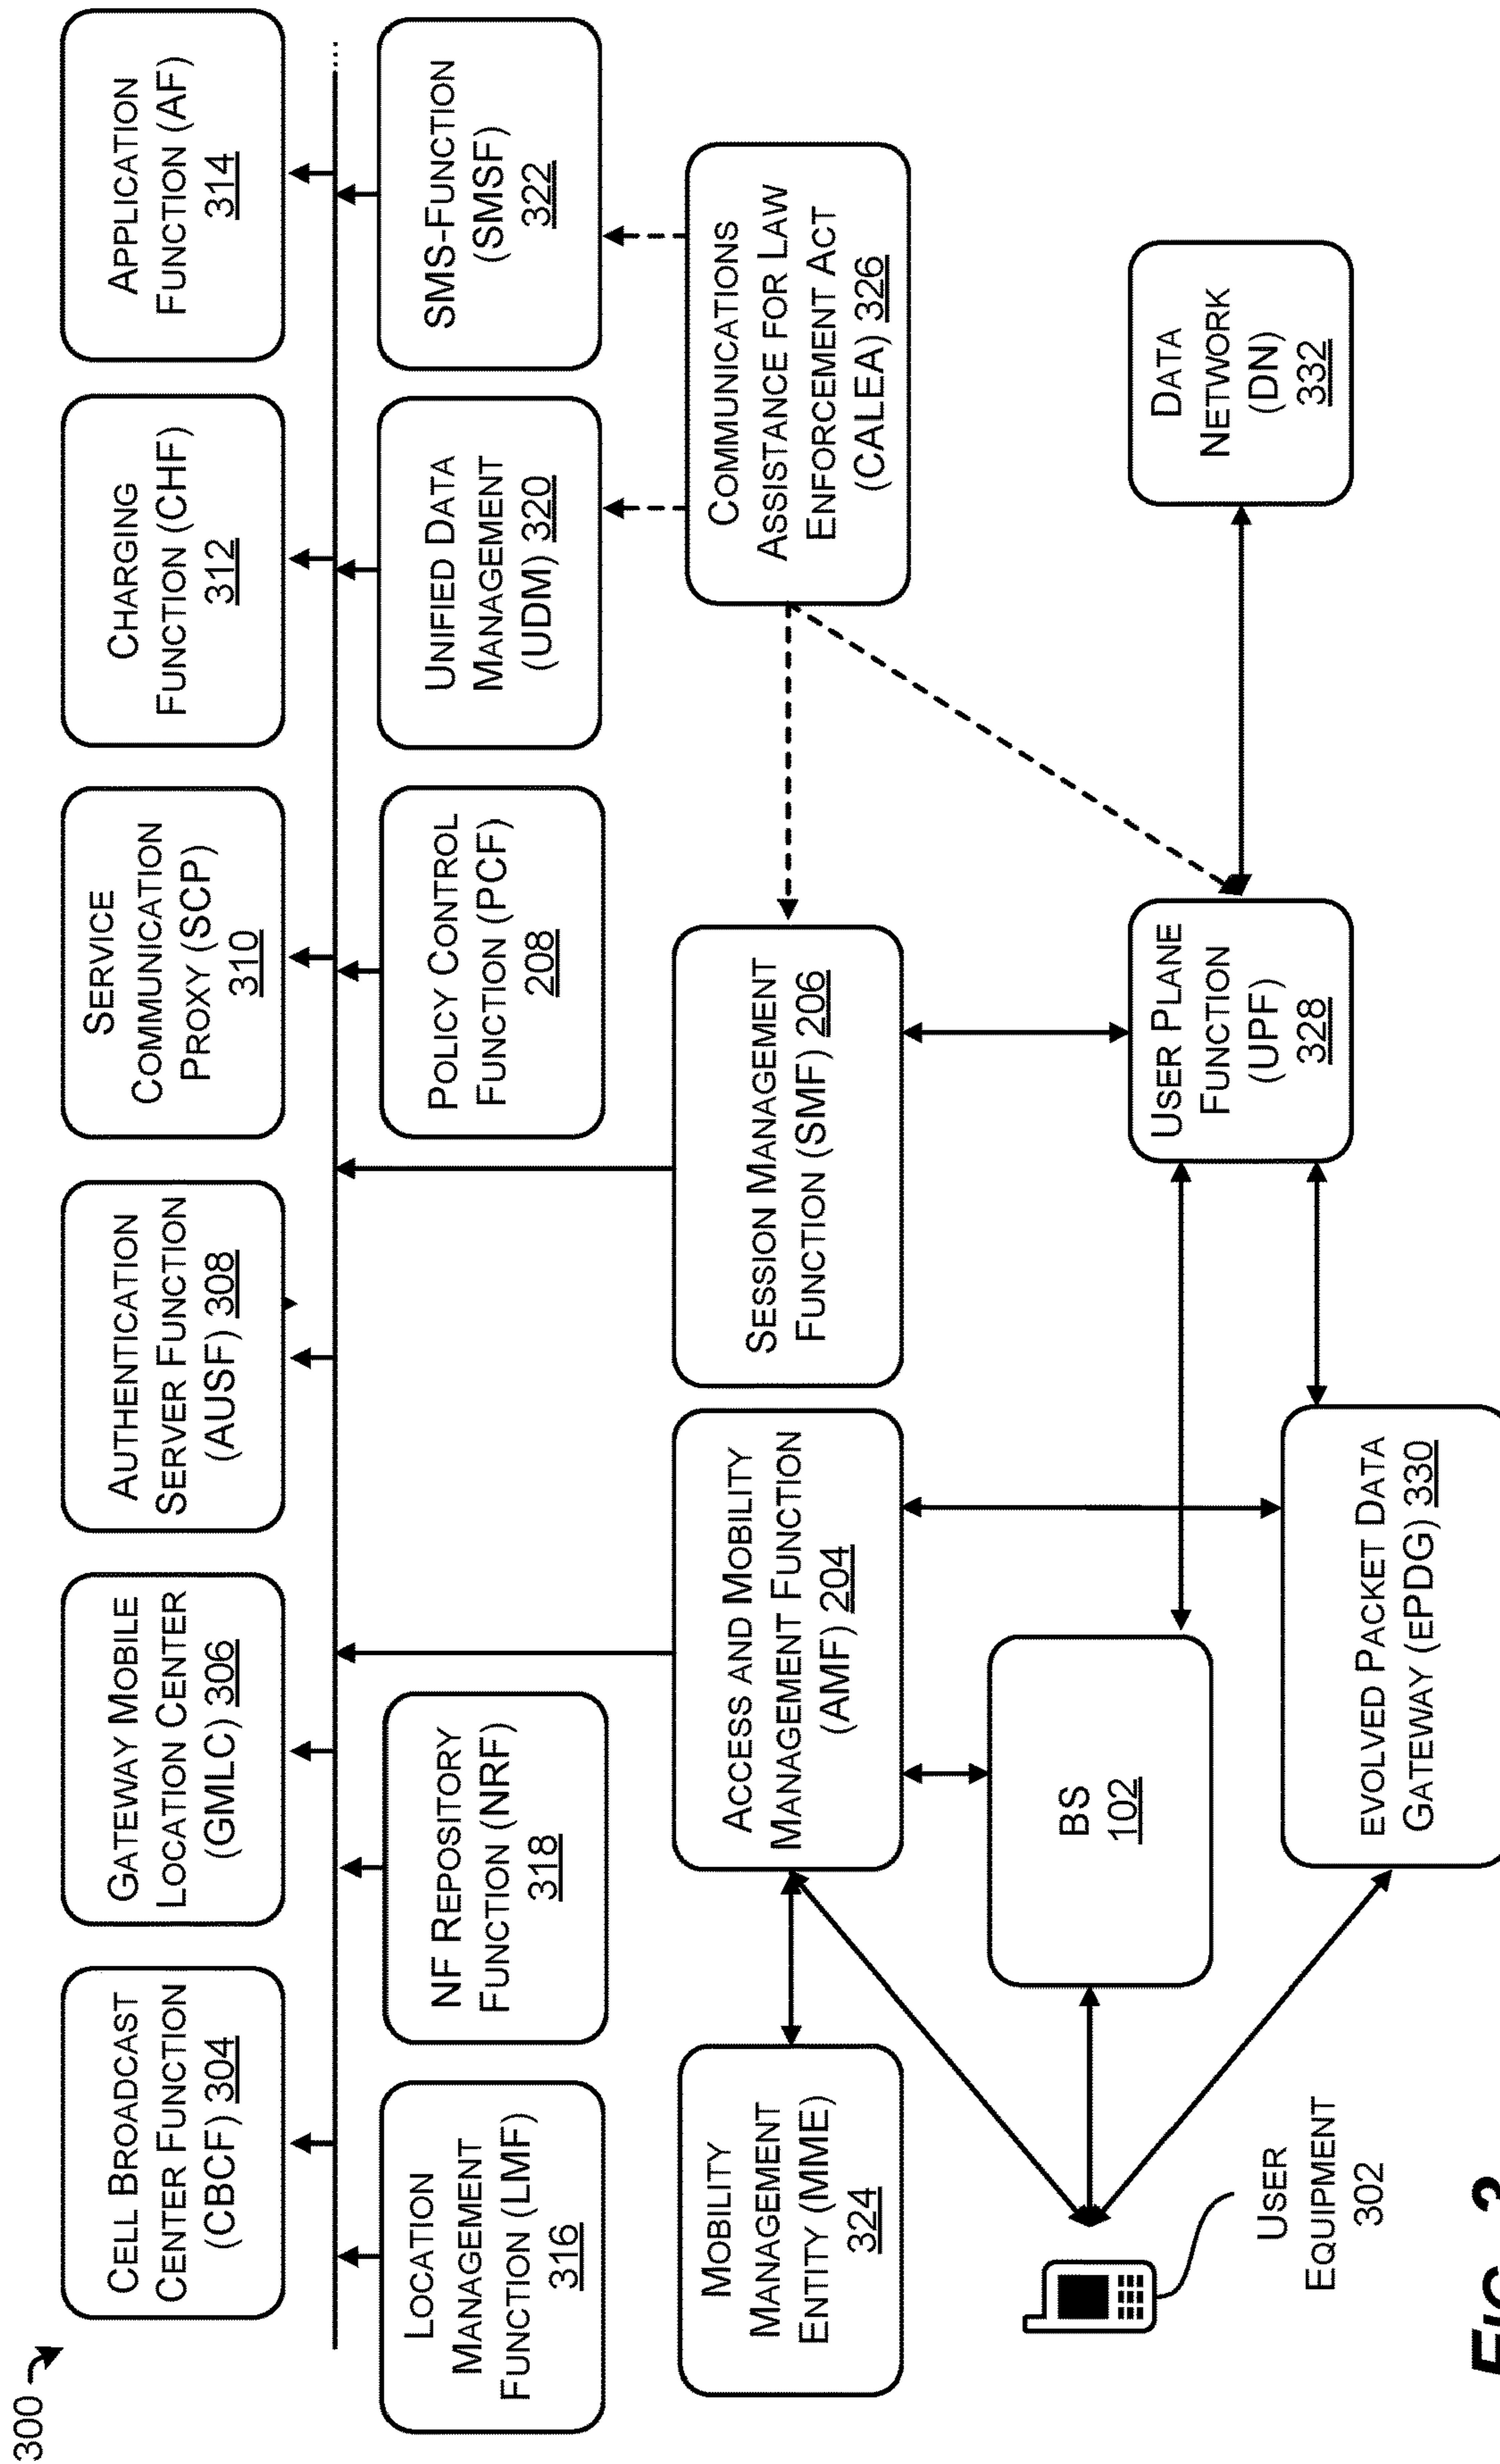 300
CELL BROADCAST
CENTER FUNCTION
(CBCF) 304
GATEWAY MOBILE
LOCATION CENTER
(GMLC) 306
AUTHENTICATION
SERVER FUNCTION
(AUSF) 308
SERVICE
COMMUNICATION
PROXY (SCP)
310
CHARGING
FUNCTION (CHF)
312
APPLICATION
FUNCTION (AF)
314
...
LOCATION
MANAGEMENT
FUNCTION (LMF)
316
NF REPOSITORY
FUNCTION (NRF)
318
POLICY CONTROL
FUNCTION (PCF)
208
UNIFIED DATA
MANAGEMENT
(UDM) 320
SMS-FUNCTION
(SMSF)
322
MOBILITY
MANAGEMENT
ENTITY (MME)
324
ACCESS AND MOBILITY
MANAGEMENT FUNCTION
(AMF) 204
SESSION MANAGEMENT
FUNCTION (SMF) 206
COMMUNICATIONS
ASSISTANCE FOR LAW
ENFORCEMENT ACT
(CALEA) 326
BS
102
USER PLANE
FUNCTION
(UPF)
328
DATA
NETWORK
(DN)
332
USER
EQUIPMENT
302
EVOLVED PACKET DATA
GATEWAY (EPDG) 330
FIG. 3